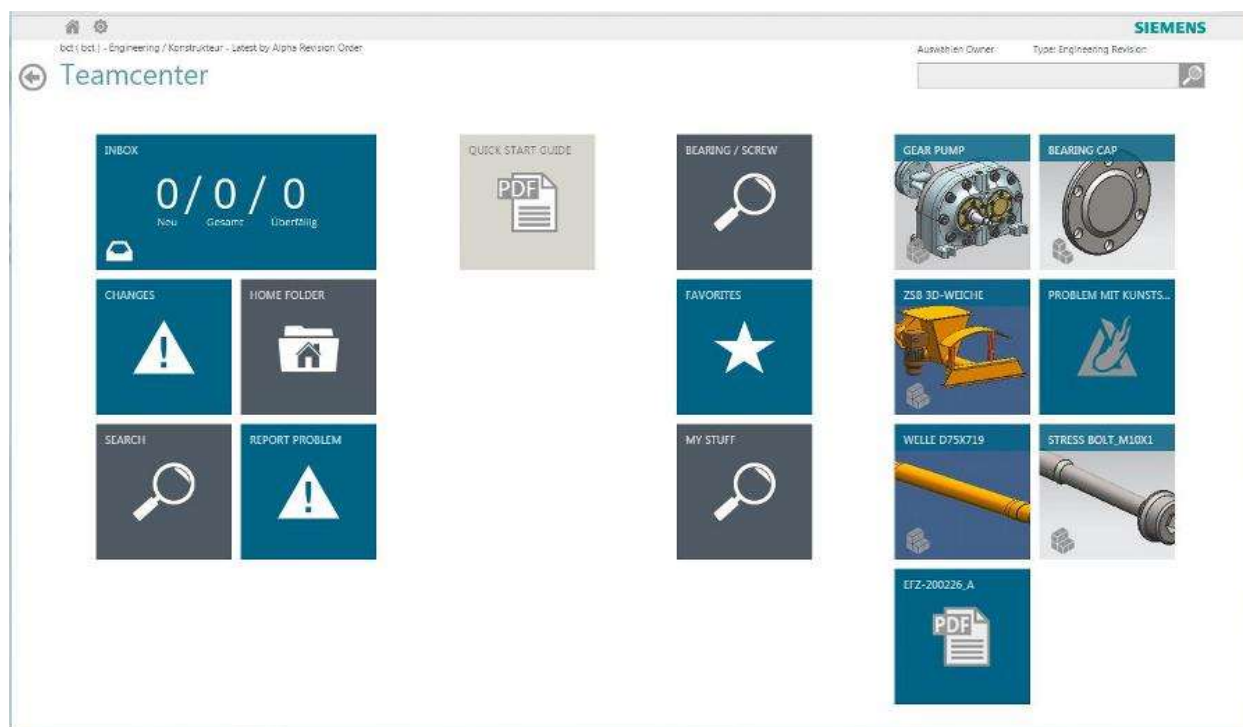 SIEMENS
bct ( bct ) - Engineering / Konstrukteur - Latest by Alpha Revision Order
Auswählen Owner
Type: Engineering Revision
Teamcenter
INBOX
0 / 0 / 0
Neu Gesamt Überfällig
QUICK START GUIDE
PDF
BEARING / SCREW
GEAR PUMP
BEARING CAP
CHANGES
HOME FOLDER
FAVORITES
ZSB 3D-WEICHE
PROBLEM MIT KUNSTS...
SEARCH
REPORT PROBLEM
MY STUFF
WELLE D75X719
STRESS BOLT_M10X1
EFZ-200226_A
PDF